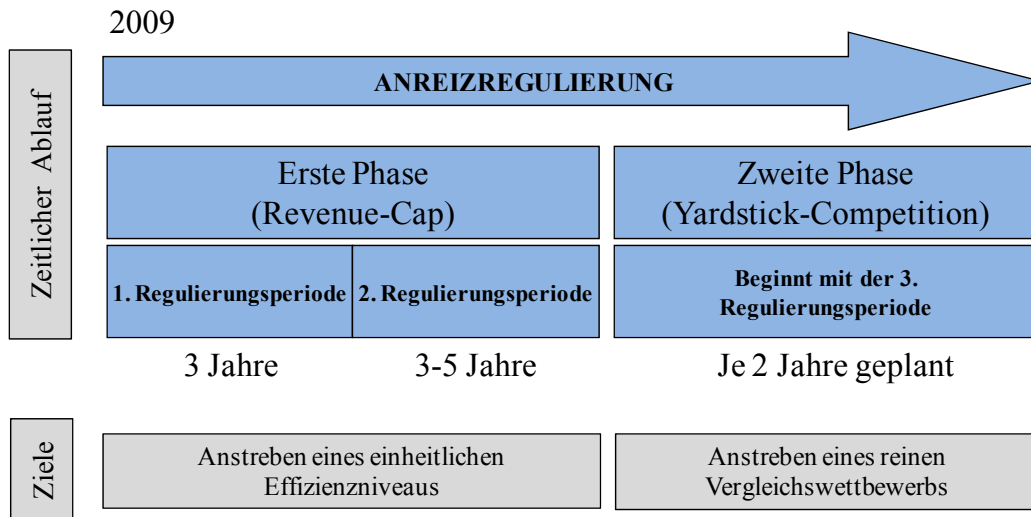 2009
Zeitlicher Ablauf
ANREIZREGULIERUNG
Erste Phase
(Revenue-Cap)
Zweite Phase
(Yardstick-Competition)
1. Regulierungsperiode
2. Regulierungsperiode
Beginnt mit der 3.
Regulierungsperiode
3 Jahre
3-5 Jahre
Je 2 Jahre geplant
Ziele
Anstreben eines einheitlichen
Effizienzniveaus
Anstreben eines reinen
Vergleichswettbewerbs